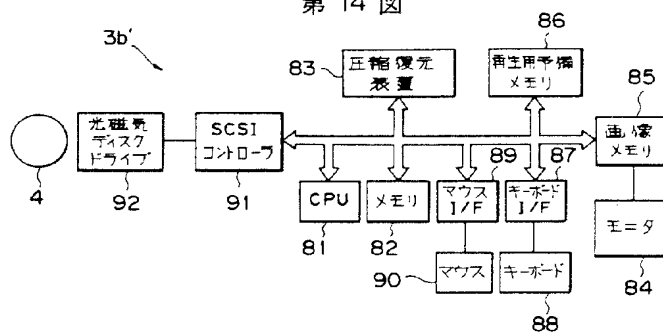 第 14 図
3b'
83
圧縮復元
装置
86
再生用予備
メモリ
85
画像
メモリ
光磁気
ディスク
ドライブ
SCSI
コントローラ
4
92
91
CPU
81
メモリ
82
89
マウス
I/F
87
キーボード
I/F
モニタ
84
90
マウス
キーボード
88